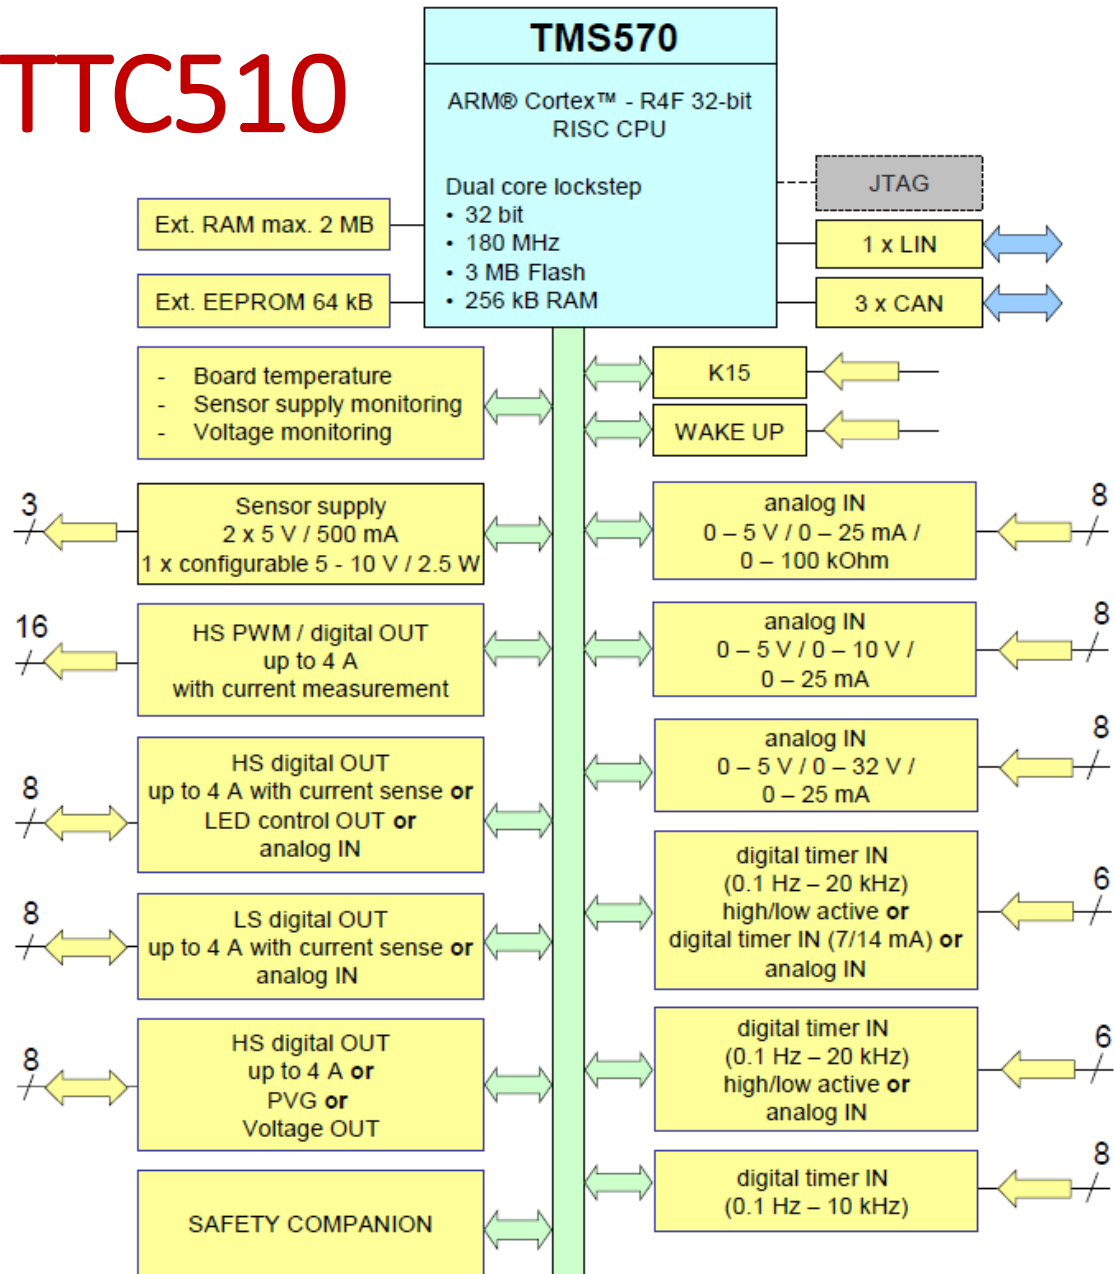 TTC510
TMS570
ARM® Cortex™ - R4F 32-bit
RISC CPU
Dual core lockstep
• 32 bit
• 180 MHz
• 3 MB Flash
• 256 kB RAM
Ext. RAM max. 2 MB
Ext. EEPROM 64 kB
JTAG
1 x LIN
3 x CAN
- Board temperature
- Sensor supply monitoring
- Voltage monitoring
K15
WAKE UP
3
Sensor supply
2 x 5 V / 500 mA
1 x configurable 5 - 10 V / 2.5 W
16
HS PWM / digital OUT
up to 4 A
with current measurement
8
HS digital OUT
up to 4 A with current sense or
LED control OUT or
analog IN
8
LS digital OUT
up to 4 A with current sense or
analog IN
8
HS digital OUT
up to 4 A or
PVG or
Voltage OUT
SAFETY COMPANION
analog IN
0 – 5 V / 0 – 25 mA /
0 – 100 kOhm
8
analog IN
0 – 5 V / 0 – 10 V /
0 – 25 mA
8
analog IN
0 – 5 V / 0 – 32 V /
0 – 25 mA
8
digital timer IN
(0.1 Hz – 20 kHz)
high/low active or
digital timer IN (7/14 mA) or
analog IN
6
digital timer IN
(0.1 Hz – 20 kHz)
high/low active or
analog IN
6
digital timer IN
(0.1 Hz – 10 kHz)
8